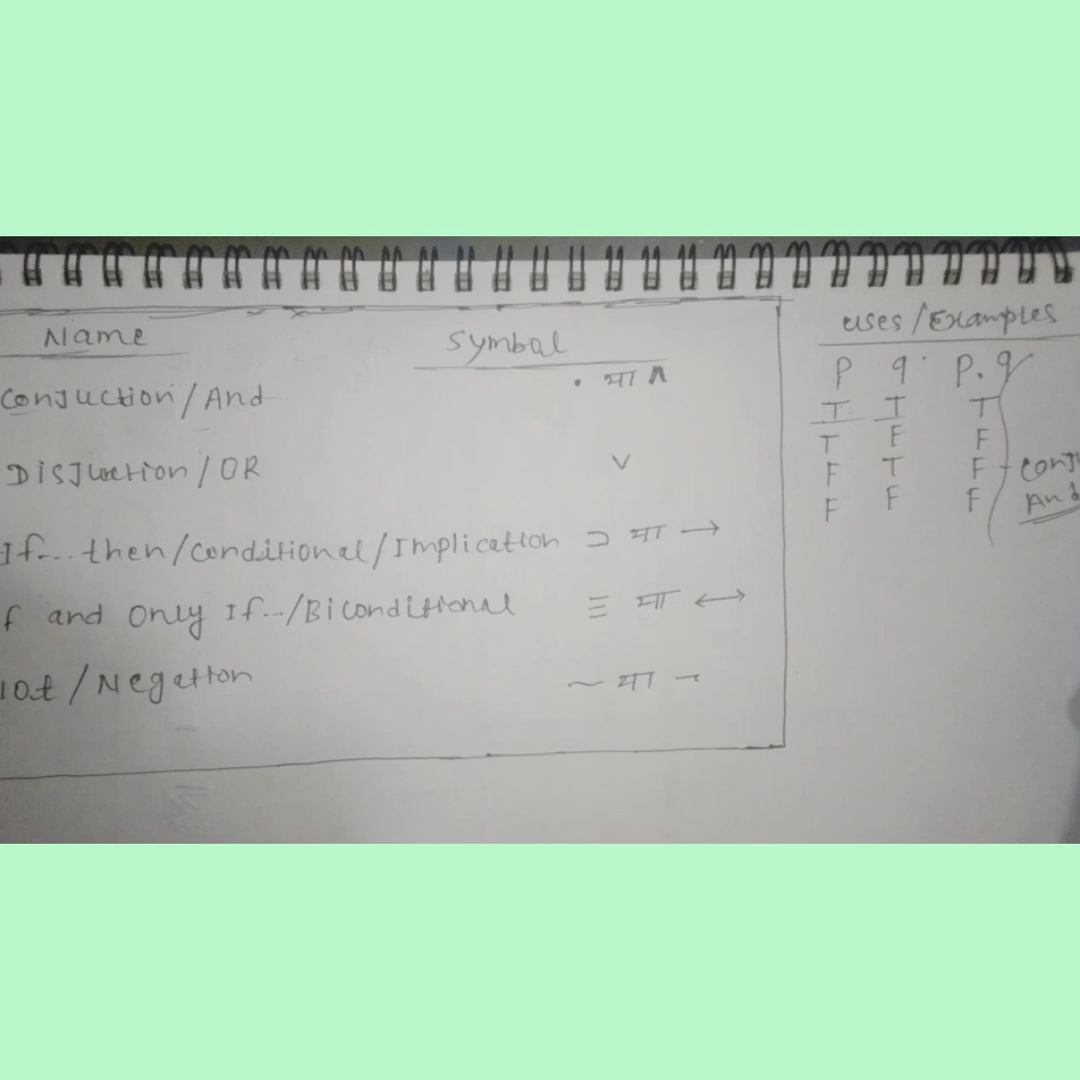 Name
Symbol
Conjuction / And
• या ∧
Disjunction / OR
∨
If... then / Conditional / Implication
⊃ या →
f and Only If... / Biconditional
≡ या ↔
ot / Negation
~ या ¬
uses / Examples
P q P.q
T T T
T F F
F T F
F F F
Conj
And